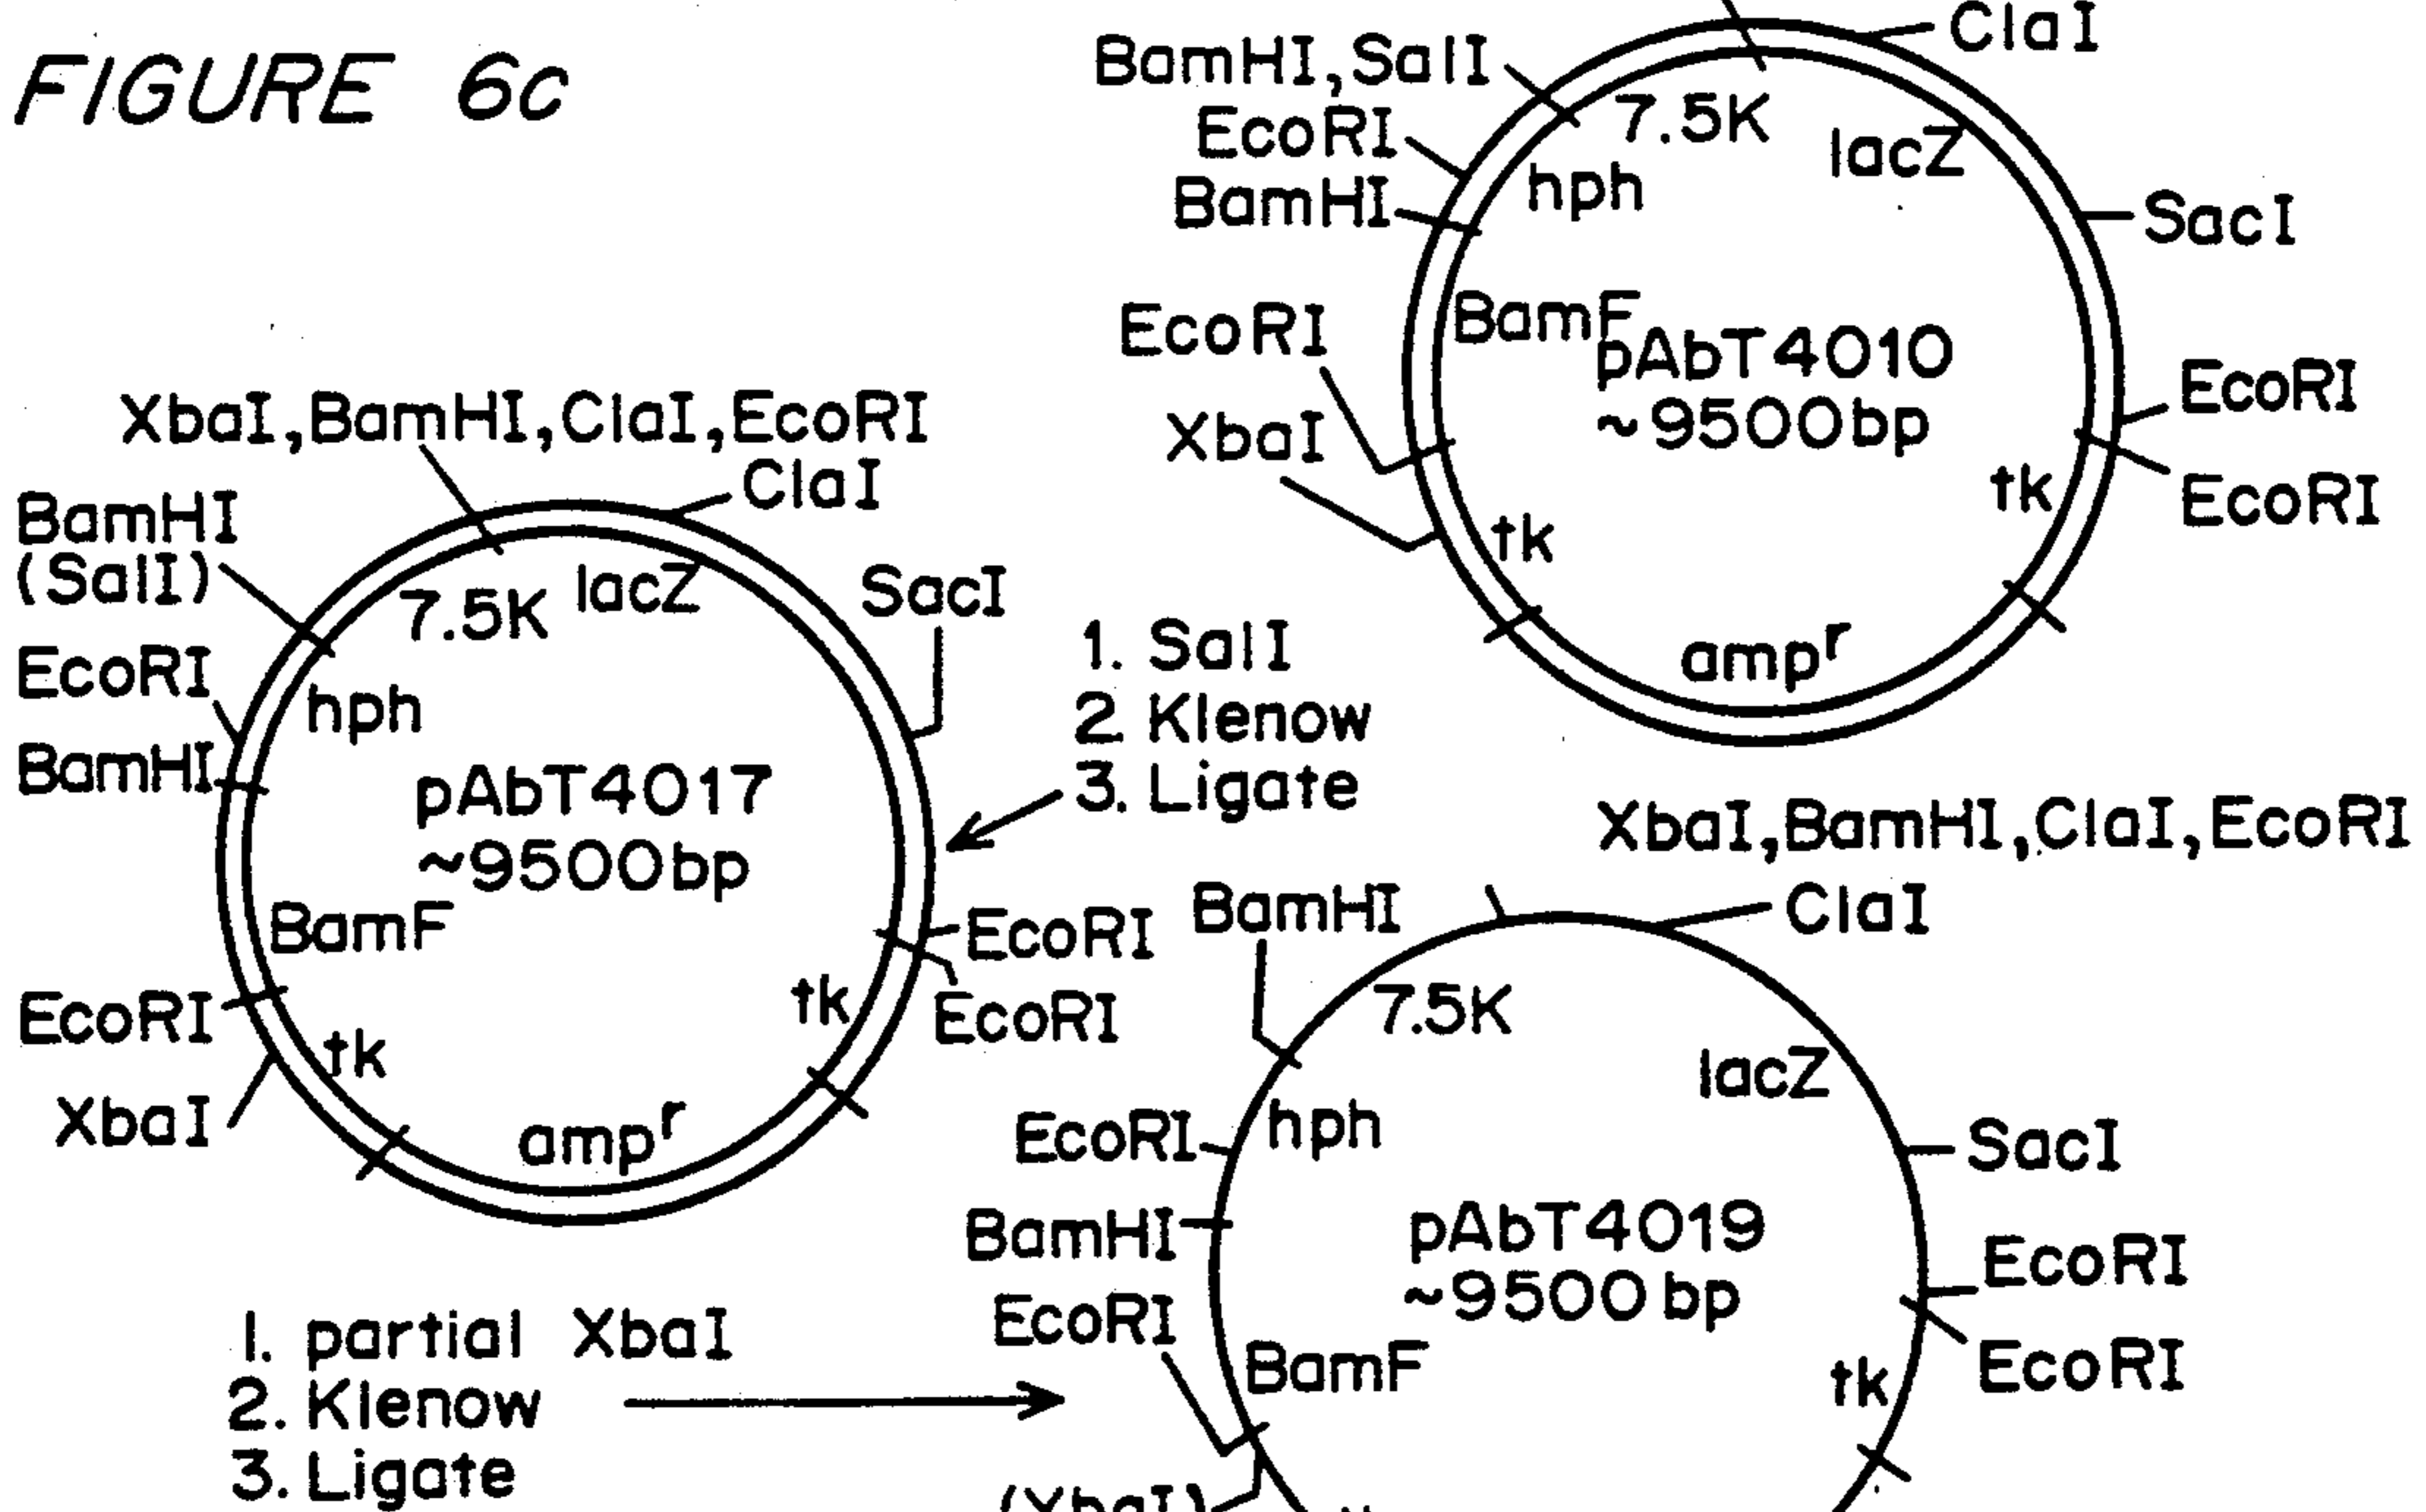 FIGURE 6c
ClaI
BamHI,SalI
EcoRI
BamHI
7.5K
lacZ
hph
SacI
EcoRI
BamF
pAbT4010
~9500bp
XbaI
EcoRI
EcoRI
tk
tk
amp^r
XbaI,BamHI,ClaI,EcoRI
ClaI
BamHI
(SalI)
7.5K
lacZ
SacI
EcoRI
hph
BamHI
pAbT4017
~9500bp
BamF
EcoRI
EcoRI
EcoRI
tk
tk
XbaI
amp^r
1. SalI
2 Klenow
3. Ligate
XbaI,BamHI,ClaI,EcoRI
BamHI
ClaI
7.5K
lacZ
EcoRI
hph
SacI
BamHI
pAbT4019
~9500bp
EcoRI
EcoRI
BamF
EcoRI
tk
1. partial XbaI
2. Klenow
3. Ligate
(XbaI)